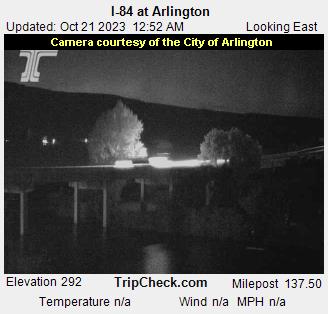 I-84 at Arlington
Updated: Oct 21 2023 12:52 AM Looking East
Camera courtesy of the City of Arlington
Elevation 292 TripCheck.com Milepost 137.50
Temperature n/a Wind n/a MPH n/a